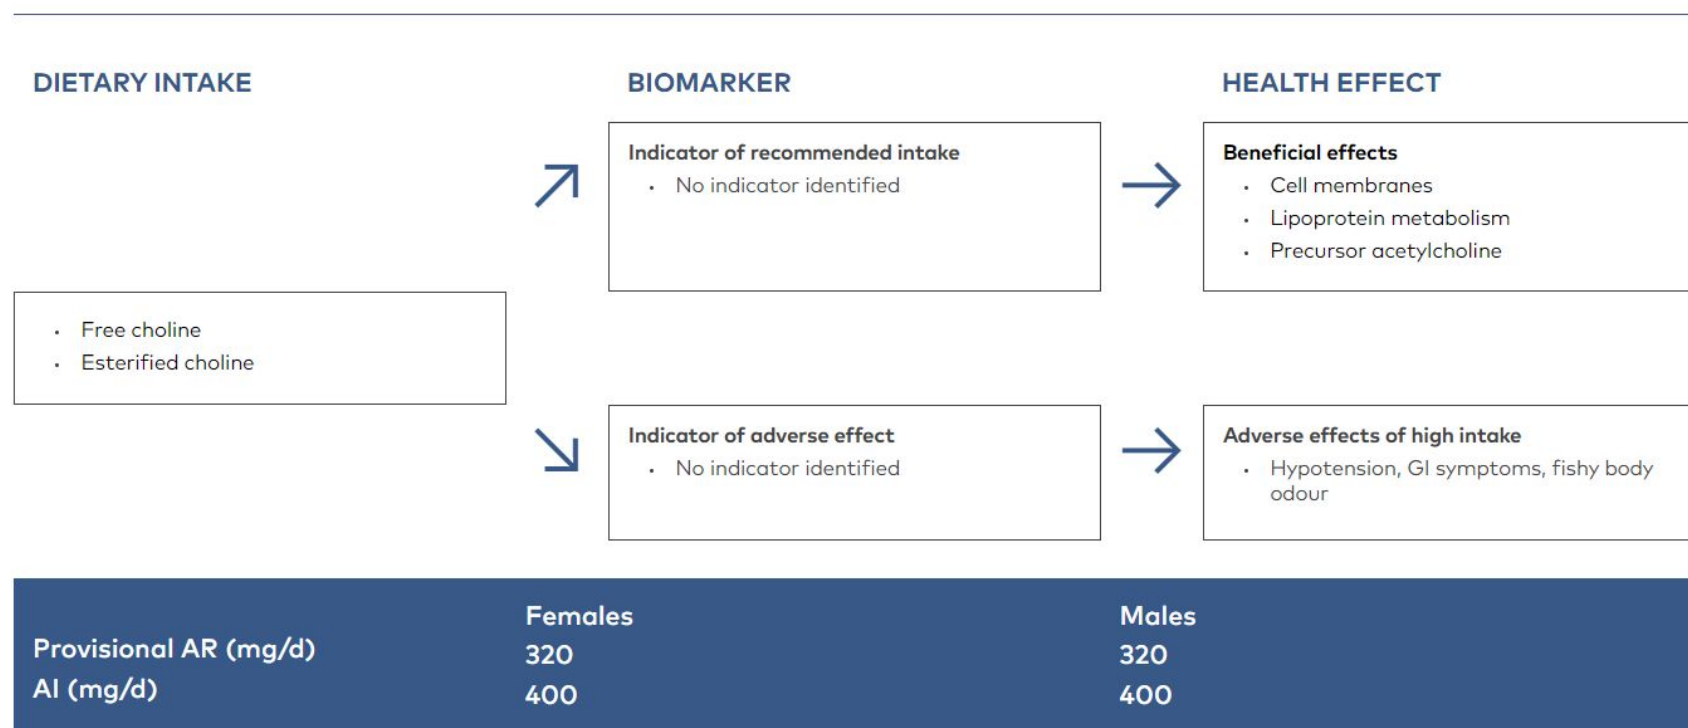 DIETARY INTAKE
BIOMARKER
HEALTH EFFECT
Indicator of recommended intake
• No indicator identified
Beneficial effects
• Cell membranes
• Lipoprotein metabolism
• Precursor acetylcholine
• Free choline
• Esterified choline
Indicator of adverse effect
• No indicator identified
Adverse effects of high intake
• Hypotension, GI symptoms, fishy body
odour
Females Males
Provisional AR (mg/d) 320 320
AI (mg/d) 400 400